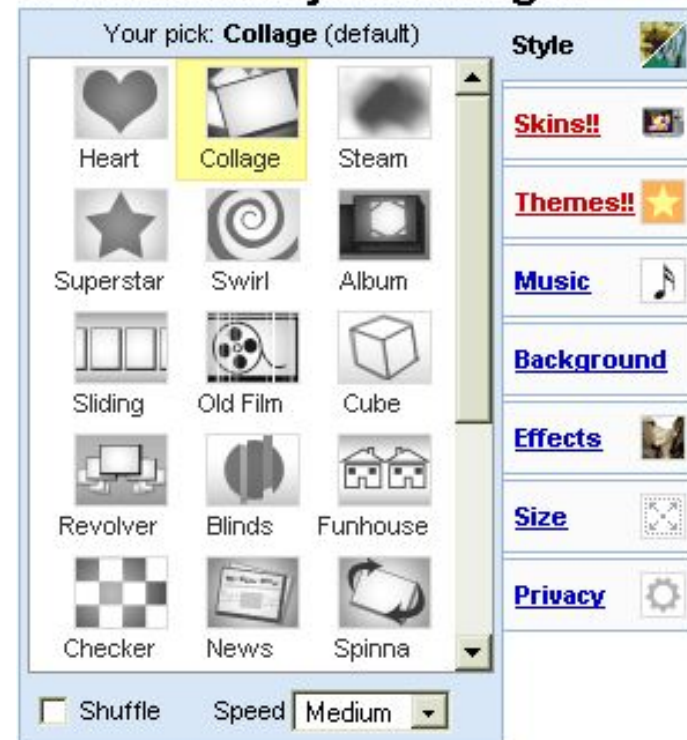 Your pick: Collage (default)
Heart Collage Steam
Superstar Swirl Album
Sliding Old Film Cube
Revolver Blinds Funhouse
Checker News Spinna
Shuffle Speed Medium
Style
Skins!!
Themes!!
Music
Background
Effects
Size
Privacy